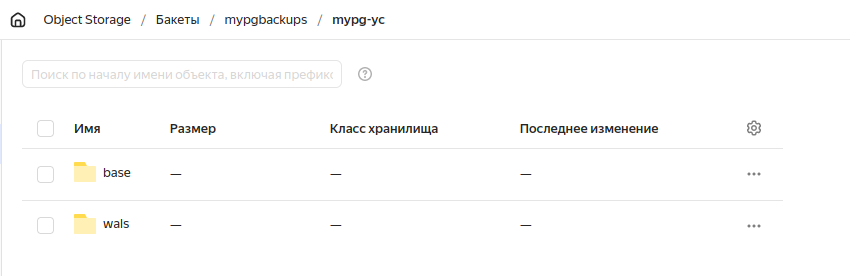 Object Storage / Бакеты / mypgbackups / mypg-yc
Поиск по началу имени объекта, включая префикс
Имя Размер Класс хранилища Последнее изменение
base — — —
wals — — —